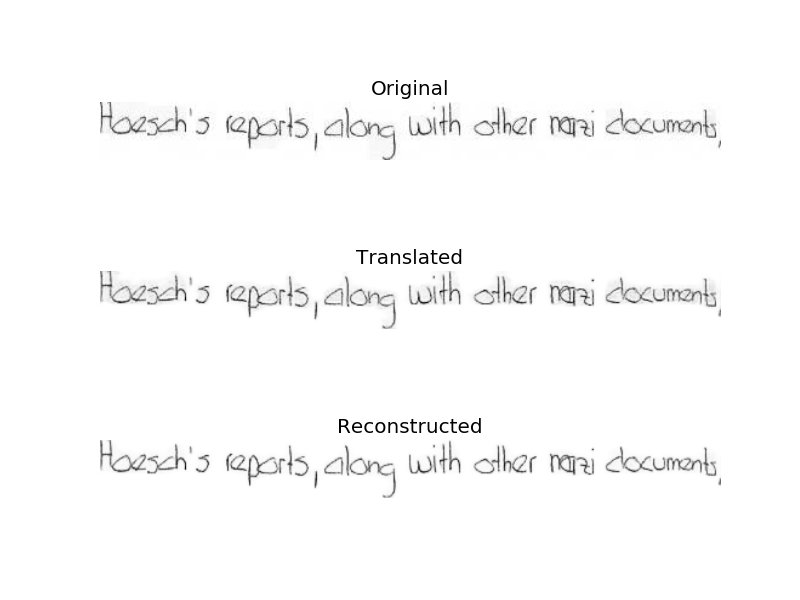 Original
Hoesch's reports, along with other nazi documents,
Translated
Hoesch's reports, along with other nazi documents,
Reconstructed
Hoesch's reports, along with other nazi documents,